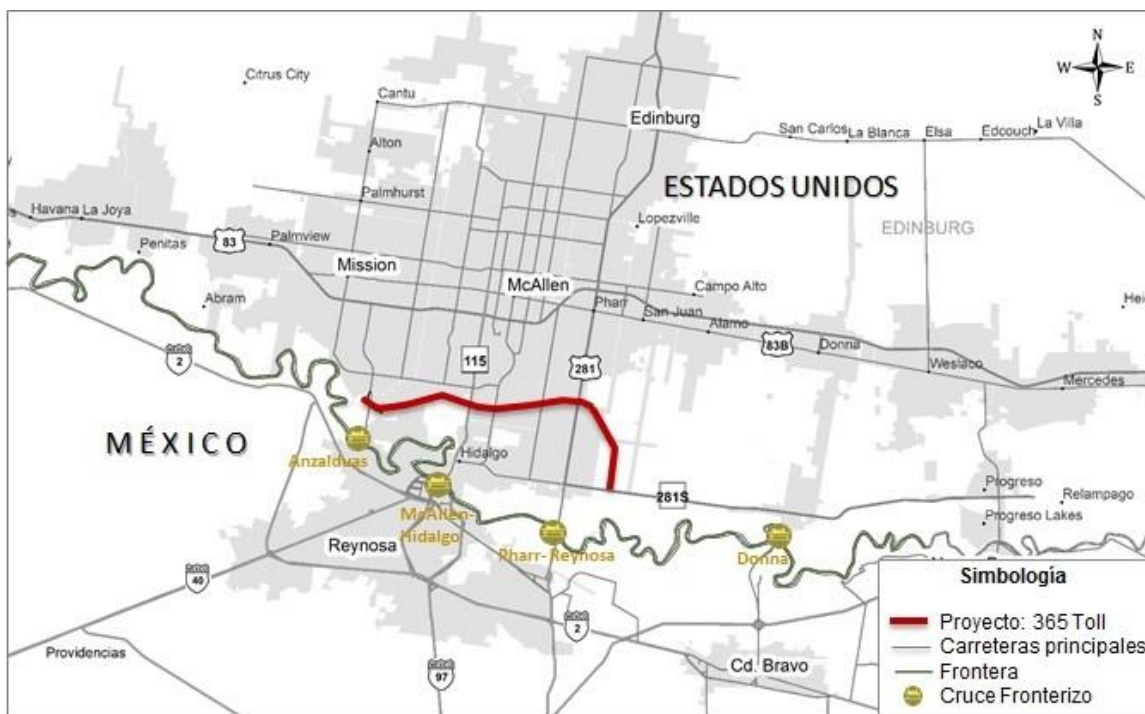 N
W E
S
Citrus City
Cantu
Edinburg
San Carlos
La Blanca
Elsa
Edcouch
La Villa
Alton
Palmhurst
ESTADOS UNIDOS
Lopezville
EDINBURG
Havana
La Joya
83
Palmview
Penitas
Mission
McAllen
Campo Alto
Abram
Pharr
San Juan
Alamo
83B
Donna
Weslaco
Mercedes
2
115
281
MÉXICO
Anzalduas
Hidalgo
281S
Progreso
Relampago
Progreso Lakes
McAllen-
Hidalgo
Reynosa
Pharr- Reynosa
Donna
40
2
97
Providencias
Cd. Bravo
Simbología
Proyecto: 365 Toll
Carreteras principales
Frontera
Cruce Fronterizo